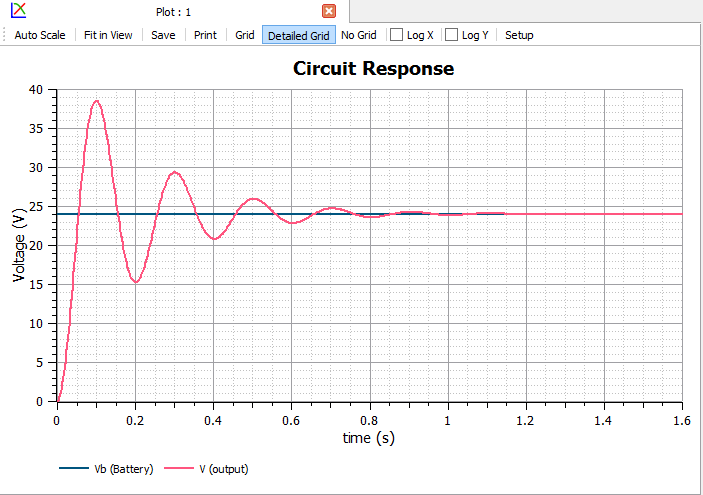 Plot : 1
Auto Scale Fit in View Save Print Grid Detailed Grid No Grid Log X Log Y Setup
Circuit Response
Voltage (V)
40
35
30
25
20
15
10
5
0
0 0.2 0.4 0.6 0.8 1 1.2 1.4 1.6
time (s)
Vb (Battery) V (output)